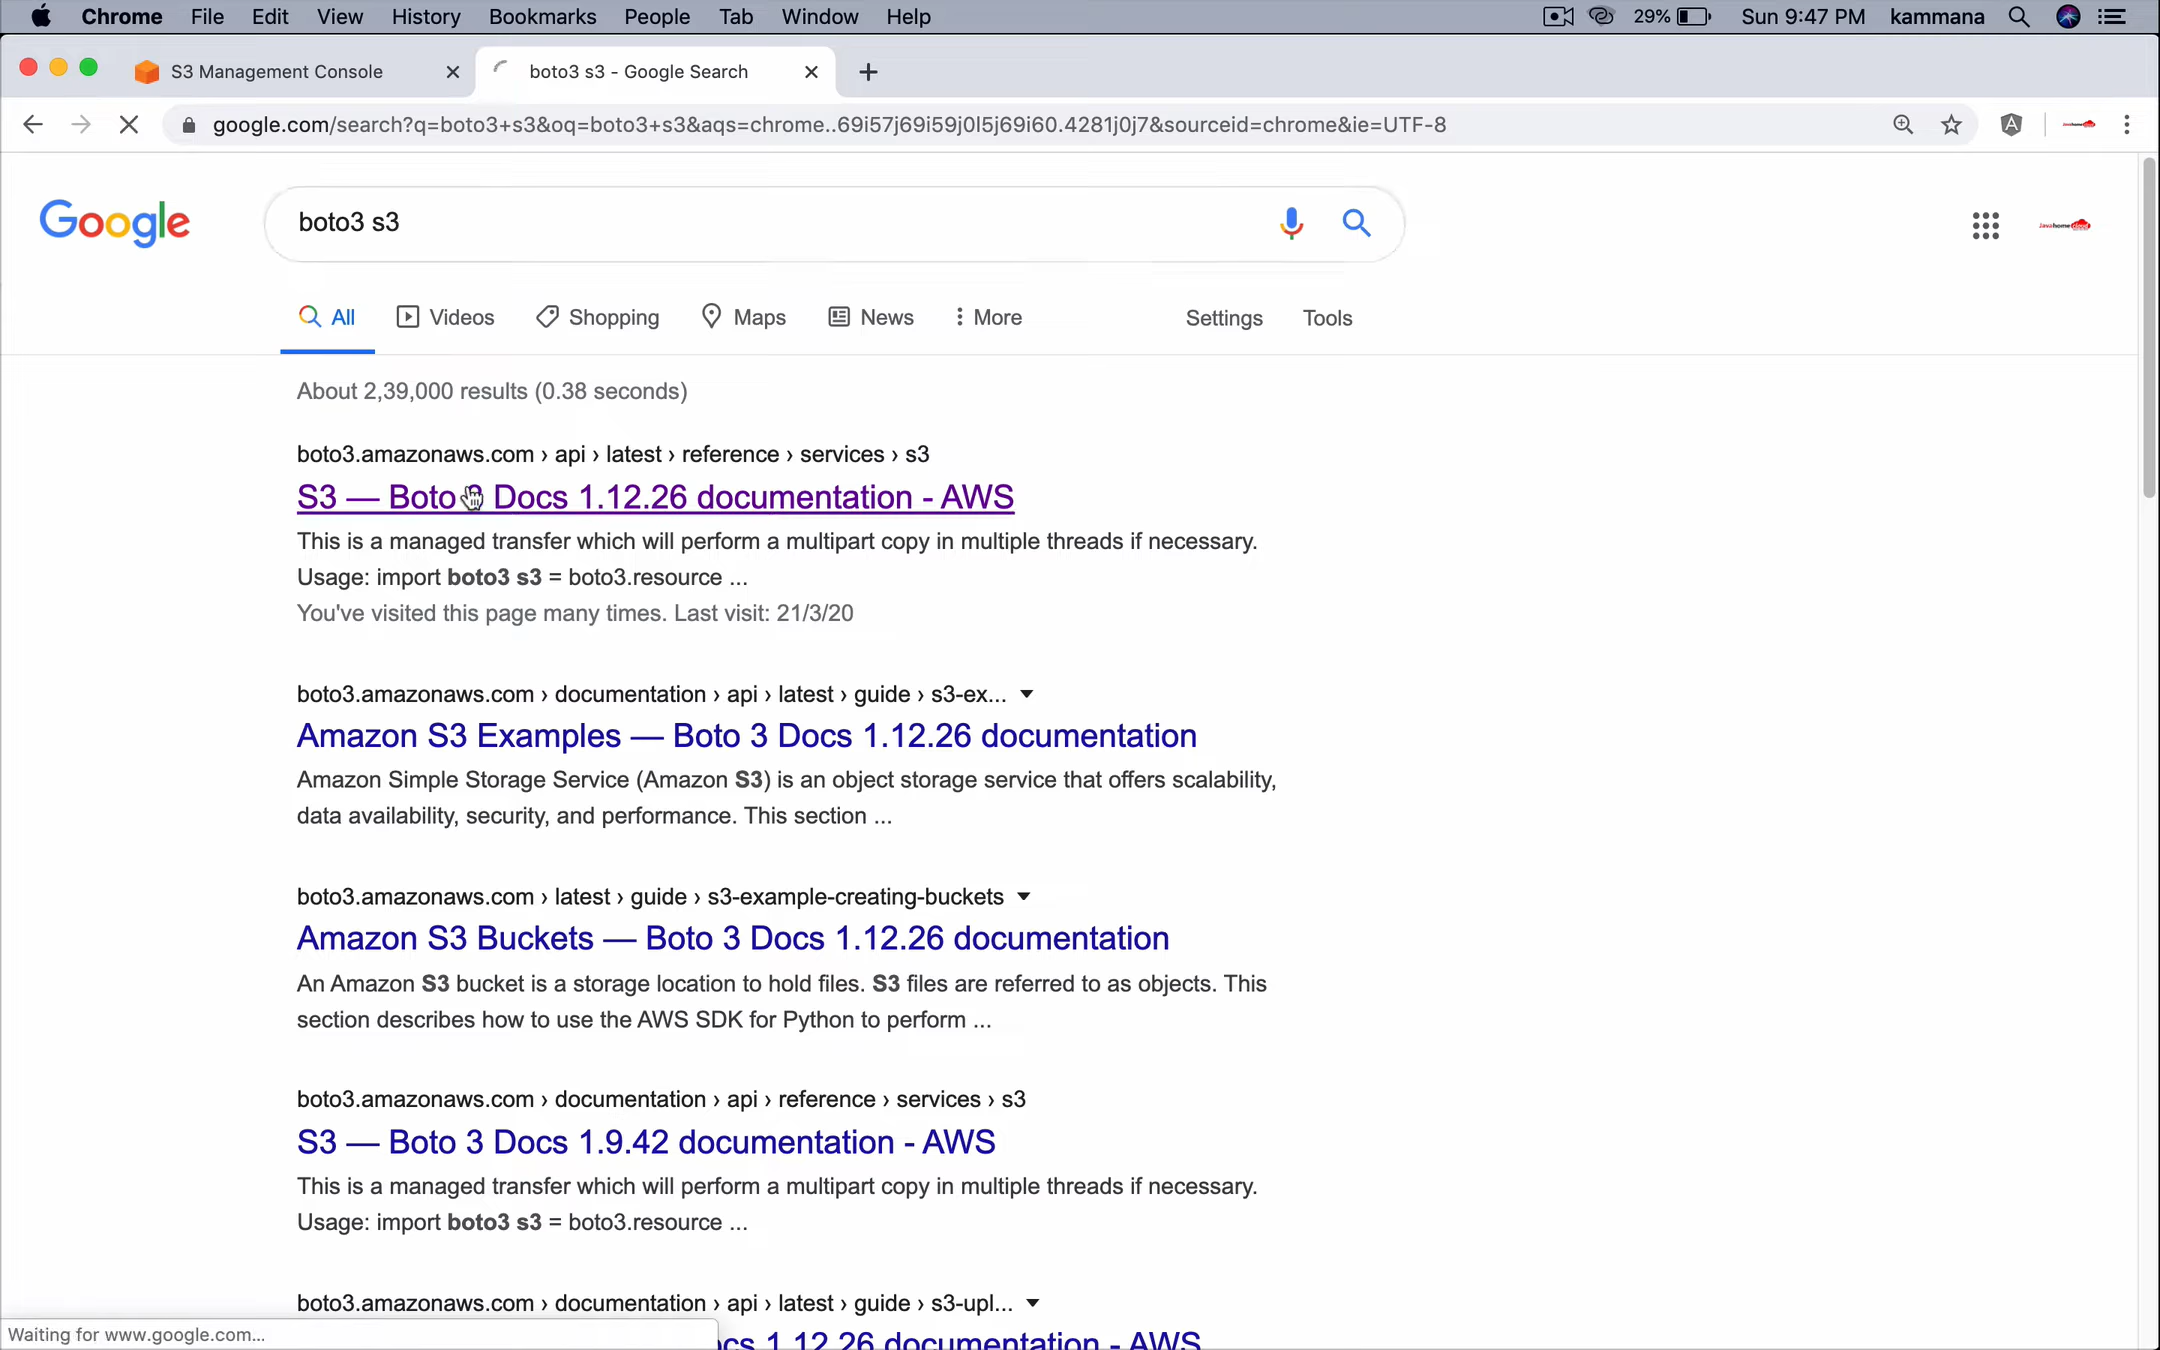 Chrome File Edit View History Bookmarks People Tab Window Help 29% Sun 9:47 PM kammana
S3 Management Console boto3 s3 - Google Search
google.com/search?q=boto3+s3&oq=boto3+s3&aqs=chrome..69i57j69i59j0l5j69i60.4281j0j7&sourceid=chrome&ie=UTF-8
Google boto3 s3 Javahome cloud
All Videos Shopping Maps News More Settings Tools
About 2,39,000 results (0.38 seconds)
boto3.amazonaws.com › api › latest › reference › services › s3
S3 — Boto 3 Docs 1.12.26 documentation - AWS
This is a managed transfer which will perform a multipart copy in multiple threads if necessary.
Usage: import boto3 s3 = boto3.resource ...
You've visited this page many times. Last visit: 21/3/20
boto3.amazonaws.com › documentation › api › latest › guide › s3-ex...
Amazon S3 Examples — Boto 3 Docs 1.12.26 documentation
Amazon Simple Storage Service (Amazon S3) is an object storage service that offers scalability,
data availability, security, and performance. This section ...
boto3.amazonaws.com › latest › guide › s3-example-creating-buckets
Amazon S3 Buckets — Boto 3 Docs 1.12.26 documentation
An Amazon S3 bucket is a storage location to hold files. S3 files are referred to as objects. This
section describes how to use the AWS SDK for Python to perform ...
boto3.amazonaws.com › documentation › api › reference › services › s3
S3 — Boto 3 Docs 1.9.42 documentation - AWS
This is a managed transfer which will perform a multipart copy in multiple threads if necessary.
Usage: import boto3 s3 = boto3.resource ...
boto3.amazonaws.com › documentation › api › latest › guide › s3-upl...
ocs 1.12.26 documentation - AWS
Waiting for www.google.com...